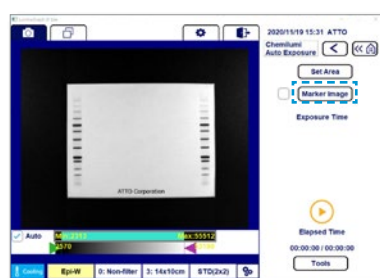 2020/11/19 15:31 ATTO
Chemilumi
Auto Exposure
Set Area
Marker Image
Exposure Time
ATTO Corporation
Auto
Max:55512
Elapsed Time
00:00:00 / 00:00:00
Tools
Cooling
Epi-W
0: Non-filter
3: 14x10cm
STD(2x2)